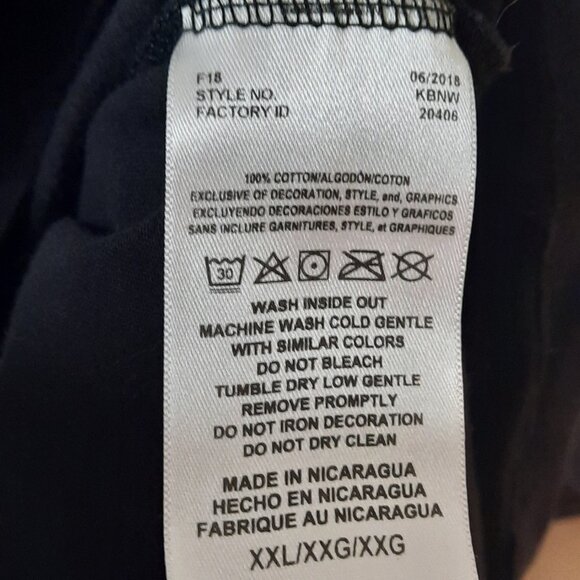 F18 06/2018
STYLE NO. KBNW
FACTORY ID 20406
100% COTTON/ALGODÓN/COTON
EXCLUSIVE OF DECORATION, STYLE, and, GRAPHICS
EXCLUYENDO DECORACIONES ESTILO Y GRAFICOS
SANS INCLURE GARNITURES, STYLE, et GRAPHIQUES
30
WASH INSIDE OUT
MACHINE WASH COLD GENTLE
WITH SIMILAR COLORS
DO NOT BLEACH
TUMBLE DRY LOW GENTLE
REMOVE PROMPTLY
DO NOT IRON DECORATION
DO NOT DRY CLEAN
MADE IN NICARAGUA
HECHO EN NICARAGUA
FABRIQUE AU NICARAGUA
XXL/XXG/XXG